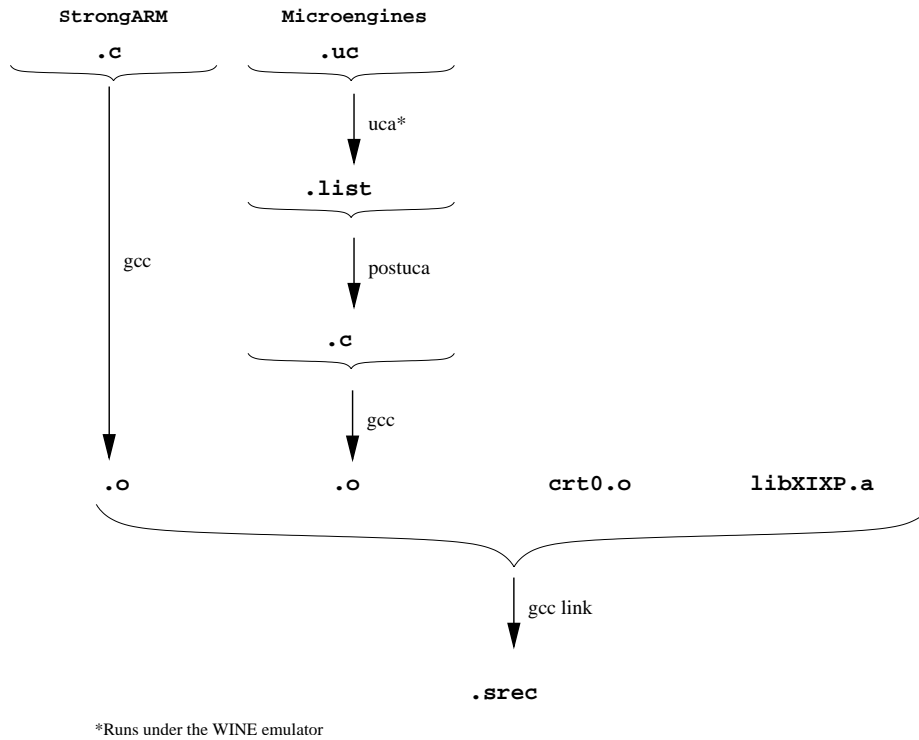 StrongARM Microengines
.c .uc
uca*
.list
gcc postuca
.c
gcc
.o .o crt0.o libXIXP.a
gcc link
.srec
*Runs under the WINE emulator